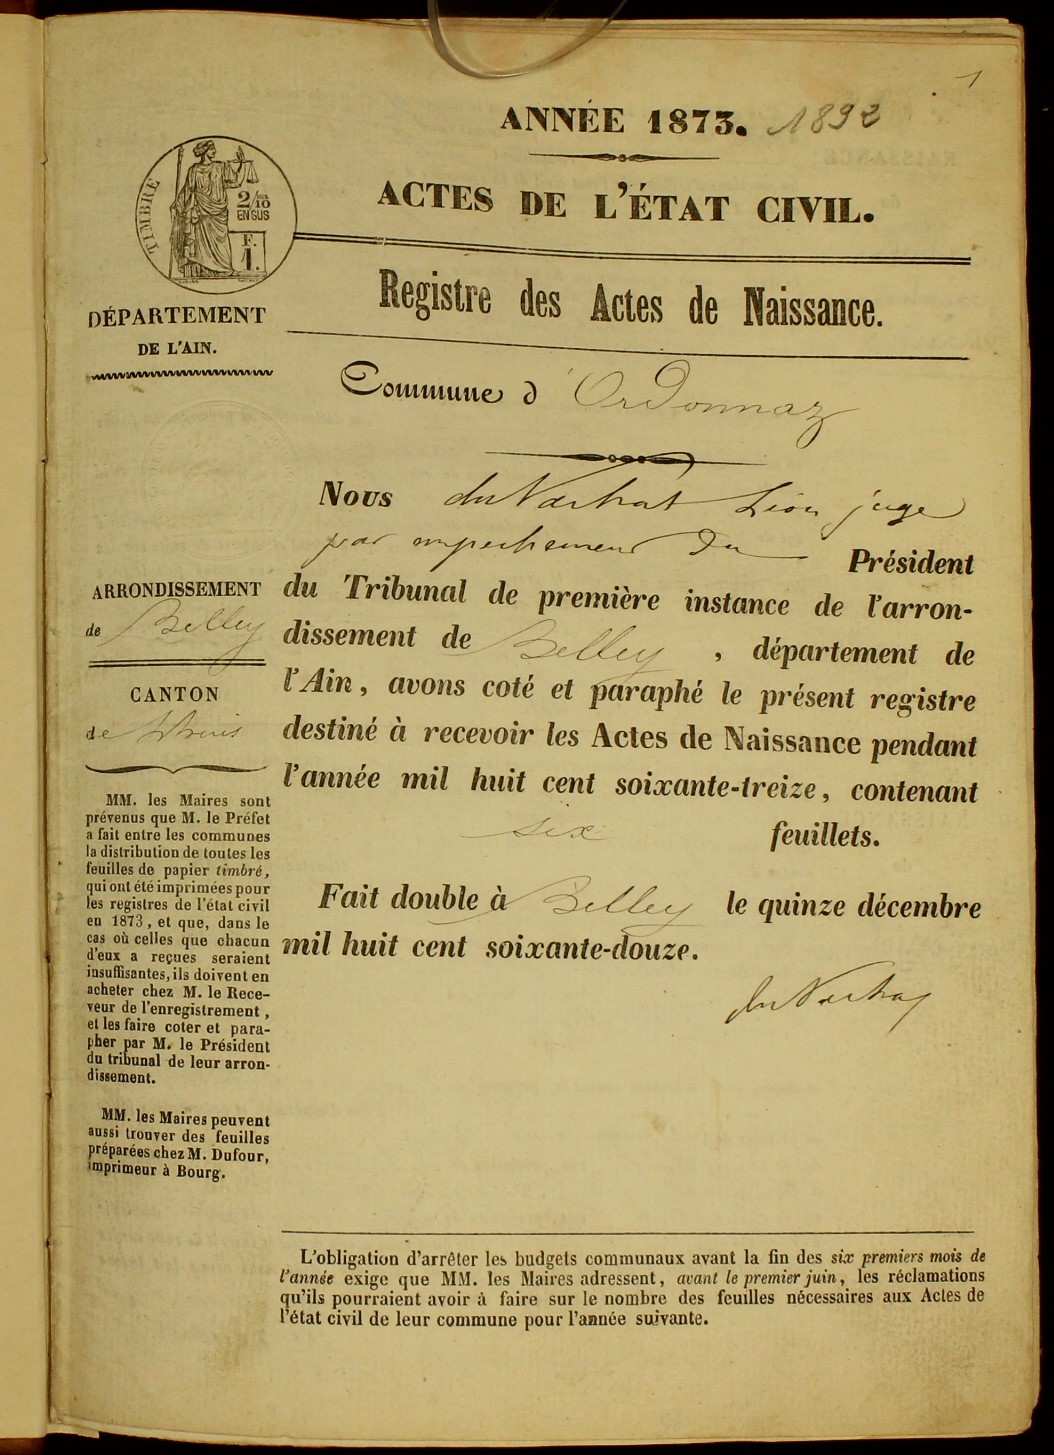 1
ANNÉE 1873. 1892
ACTES DE L'ÉTAT CIVIL.
TIMBRE
2/10
EN SUS
F.
1.
Registre des Actes de Naissance.
DÉPARTEMENT
DE L'AIN.
Commune d'Ordonnaz
Nous Léon juge
par empechement du Président
du Tribunal de première instance de l'arron-
dissement de Belley, département de
l'Ain, avons coté et paraphé le présent registre
destiné à recevoir les Actes de Naissance pendant
l'année mil huit cent soixante-treize, contenant
six feuillets.
Fait double à Belley le quinze décembre
mil huit cent soixante-douze.
ARRONDISSEMENT
de Belley
CANTON
de
MM. les Maires sont
prévenus que M. le Préfet
a fait entre les communes
la distribution de toutes les
feuilles de papier timbré,
qui ont été imprimées pour
les registres de l'état civil
en 1873, et que, dans le
cas où celles que chacun
d'eux a reçues seraient
insuffisantes, ils doivent en
acheter chez M. le Rece-
veur de l'enregistrement,
et les faire coter et para-
pher par M. le Président
du tribunal de leur arron-
dissement.
MM. les Maires peuvent
aussi trouver des feuilles
préparées chez M. Dufour,
imprimeur à Bourg.
L'obligation d'arrêter les budgets communaux avant la fin des six premiers mois de
l'année exige que MM. les Maires adressent, avant le premier juin, les réclamations
qu'ils pourraient avoir à faire sur le nombre des feuilles nécessaires aux Actes de
l'état civil de leur commune pour l'année suivante.